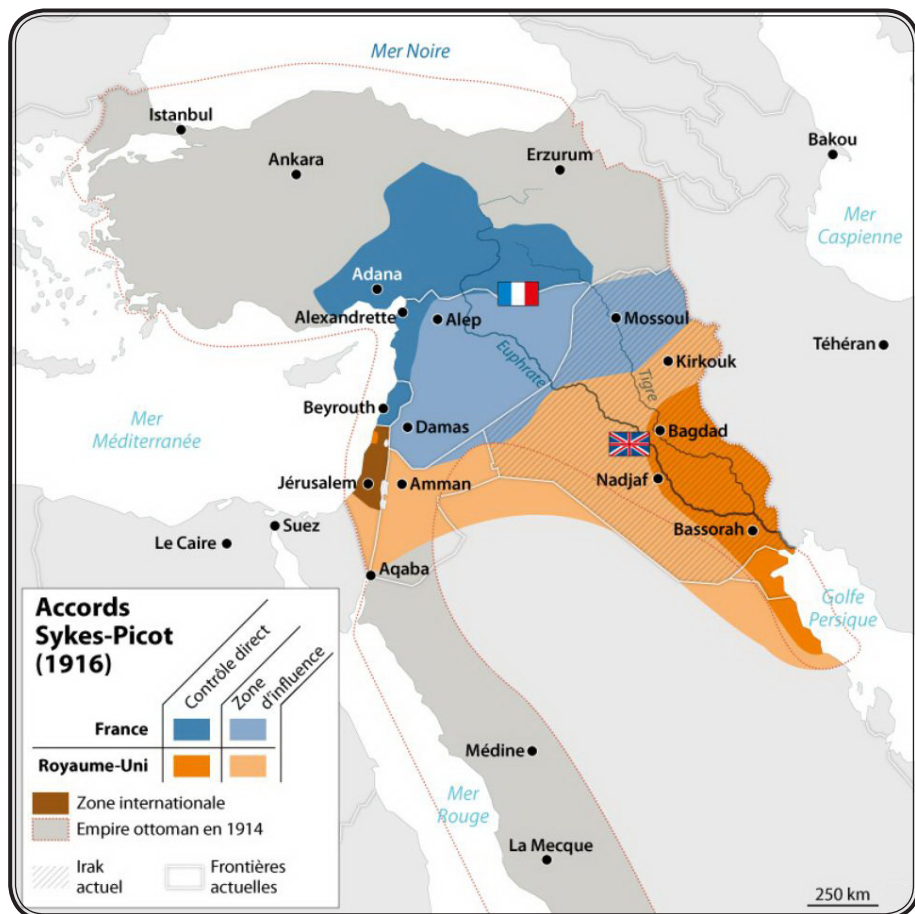 Mer Noire
Istanbul
Ankara
Erzurum
Bakou
Mer
Caspienne
Adana
Alexandrette
Alep
Mossoul
Téhéran
Euphrate
Tigre
Kirkouk
Beyrouth
Mer
Méditerranée
Damas
Bagdad
Jérusalem
Amman
Nadjaf
Suez
Le Caire
Bassorah
Aqaba
Golfe
Persique
Accords
Sykes-Picot
(1916)
Contrôle direct
Zone
d'influence
France
Royaume-Uni
Zone internationale
Empire ottoman en 1914
Irak
actuel
Frontières
actuelles
Médine
Mer
Rouge
La Mecque
250 km